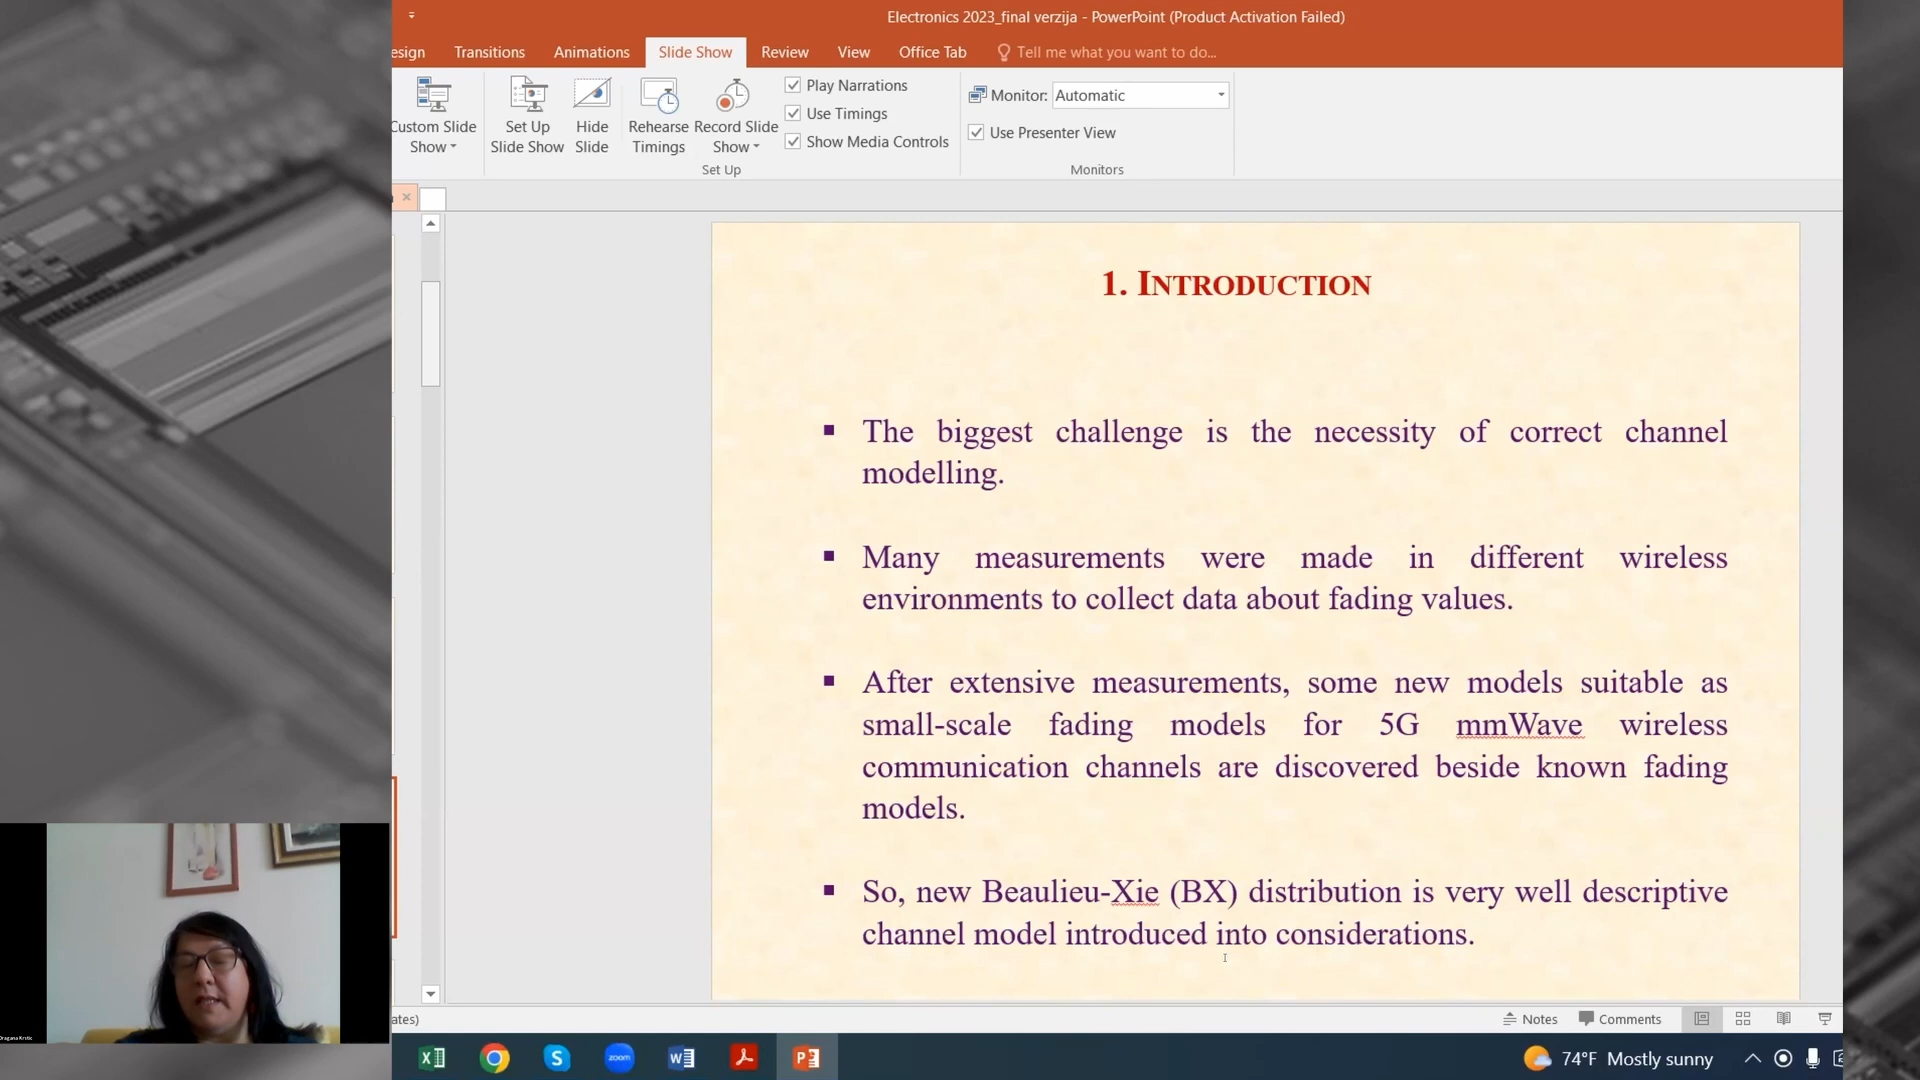 Electronics 2023_final verzija - PowerPoint (Product Activation Failed)
esign Transitions Animations Slide Show Review View Office Tab Tell me what you want to do...
Custom Slide Show
Set Up Slide Show
Hide Slide
Rehearse Timings
Record Slide Show
Play Narrations
Use Timings
Show Media Controls
Set Up
Monitor: Automatic
Use Presenter View
Monitors
1. INTRODUCTION
▪ The biggest challenge is the necessity of correct channel
modelling.
▪ Many measurements were made in different wireless
environments to collect data about fading values.
▪ After extensive measurements, some new models suitable as
small-scale fading models for 5G mmWave wireless
communication channels are discovered beside known fading
models.
▪ So, new Beaulieu-Xie (BX) distribution is very well descriptive
channel model introduced into considerations.
Dragana Krstic
ates) Notes Comments
zoom
74°F Mostly sunny